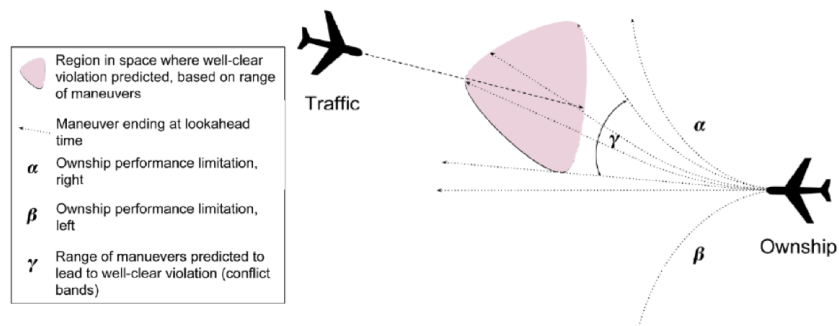 Region in space where well-clear
violation predicted, based on range
of maneuvers
Maneuver ending at lookahead
time
α Ownship performance limitation,
right
β Ownship performance limitation,
left
γ Range of manuevers predicted to
lead to well-clear violation (conflict
bands)
Traffic
γ
α
β
Ownship